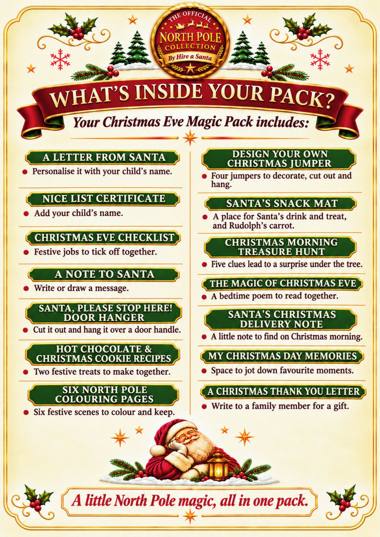 THE OFFICIAL
NORTH POLE
COLLECTION
By Hire a Santa
WHAT'S INSIDE YOUR PACK?
Your Christmas Eve Magic Pack includes:
A LETTER FROM SANTA
Personalise it with your child's name.
NICE LIST CERTIFICATE
Add your child's name.
CHRISTMAS EVE CHECKLIST
Festive jobs to tick off together.
A NOTE TO SANTA
Write or draw a message.
SANTA, PLEASE STOP HERE!
DOOR HANGER
Cut it out and hang it over a door handle.
HOT CHOCOLATE &
CHRISTMAS COOKIE RECIPES
Two festive treats to make together.
SIX NORTH POLE
COLOURING PAGES
Six festive scenes to colour and keep.
DESIGN YOUR OWN
CHRISTMAS JUMPER
Four jumpers to decorate, cut out and
hang.
SANTA'S SNACK MAT
A place for Santa's drink and treat,
and Rudolph's carrot.
CHRISTMAS MORNING
TREASURE HUNT
Five clues lead to a surprise under the tree.
THE MAGIC OF CHRISTMAS EVE
A bedtime poem to read together.
SANTA'S CHRISTMAS
DELIVERY NOTE
A little note to find on Christmas morning.
MY CHRISTMAS DAY MEMORIES
Space to jot down favourite moments.
A CHRISTMAS THANK YOU LETTER
Write to a family member for a gift.
A little North Pole magic, all in one pack.